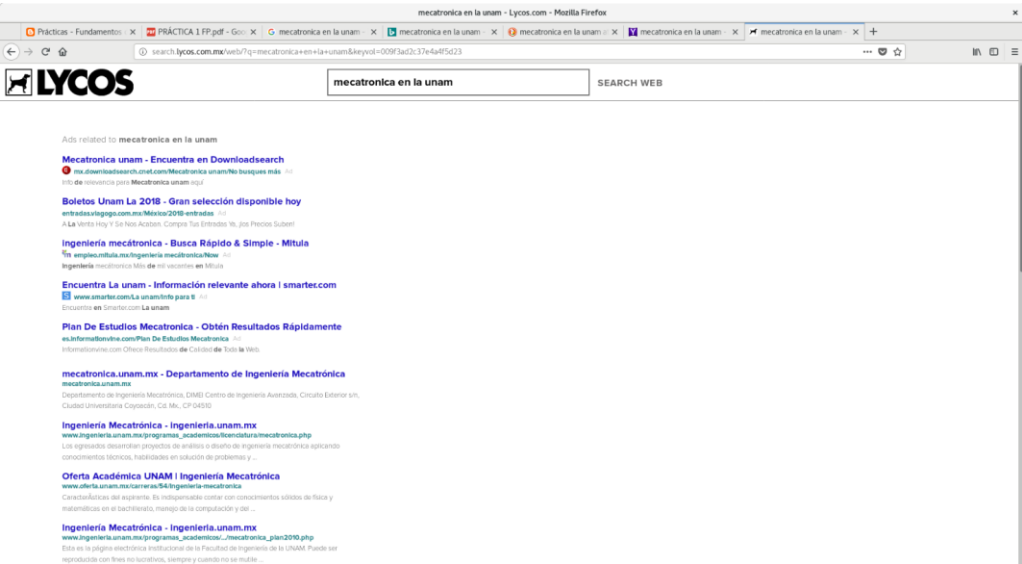 mecatronica en la unam - Lycos.com - Mozilla Firefox
Prácticas - Fundamentos
PRÁCTICA 1 FP.pdf - Goo
mecatronica en la unam -
mecatronica en la unam -
mecatronica en la unam
mecatronica en la unam -
mecatronica en la unam -
search.lycos.com.mx/web/?q=mecatronica+en+la+unam&keyvol=009f3ad2c37e4a4f5d23
LYCOS
mecatronica en la unam
SEARCH WEB
Ads related to mecatronica en la unam
Mecatronica unam - Encuentra en Downloadsearch
mx.downloadsearch.cnet.com/Mecatronica unam/No busques más Ad
Info de relevancia para Mecatronica unam aquí
Boletos Unam La 2018 - Gran selección disponible hoy
entradas.viagogo.com.mx/México/2018-entradas Ad
A La Venta Hoy Y Se Nos Acaban. Compra Tus Entradas Ya, ¡los Precios Suben!
ingeniería mecátronica - Busca Rápido & Simple - Mitula
empleo.mitula.mx/Ingeniería mecátronica/Now Ad
Ingeniería mecátronica Más de mil vacantes en Mitula
Encuentra La unam - Información relevante ahora | smarter.com
www.smarter.com/La unam/Info para ti Ad
Encuentra en Smarter.com La unam
Plan De Estudios Mecatronica - Obtén Resultados Rápidamente
es.informationvine.com/Plan De Estudios Mecatronica Ad
Informationvine.com Ofrece Resultados de Calidad de Toda la Web.
mecatronica.unam.mx - Departamento de Ingeniería Mecatrónica
mecatronica.unam.mx
Departamento de Ingeniería Mecatrónica, DIMEI Centro de Ingeniería Avanzada, Circuito Exterior s/n,
Ciudad Universitaria Coyoacán, Cd. Mx., CP 04510
Ingeniería Mecatrónica - ingenieria.unam.mx
www.ingenieria.unam.mx/programas_academicos/licenciatura/mecatronica.php
Los egresados desarrollan proyectos de análisis o diseño de ingeniería mecatrónica aplicando
conocimientos técnicos, habilidades en solución de problemas y ...
Oferta Académica UNAM | Ingeniería Mecatrónica
www.oferta.unam.mx/carreras/54/ingenieria-mecatronica
CaracterÃsticas del aspirante. Es indispensable contar con conocimientos sólidos de física y
matemáticas en el bachillerato, manejo de la computación y del ...
Ingeniería Mecatrónica - ingenieria.unam.mx
www.ingenieria.unam.mx/programas_academicos/../mecatronica_plan2010.php
Esta es la página electrónica institucional de la Facultad de Ingeniería de la UNAM. Puede ser
reproducida con fines no lucrativos, siempre y cuando no se mutile ...